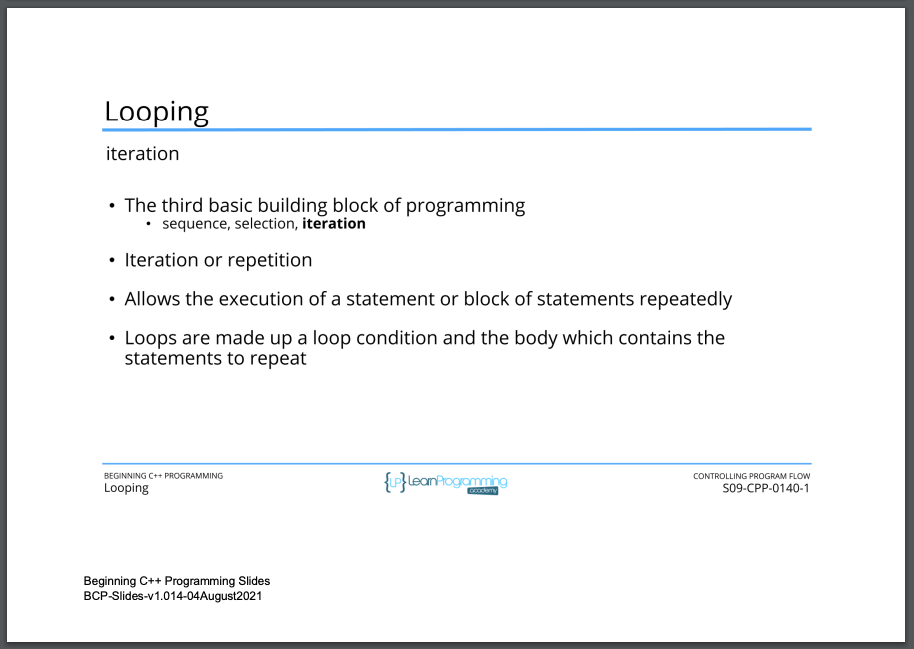 Looping
iteration
• The third basic building block of programming
• sequence, selection, iteration
• Iteration or repetition
• Allows the execution of a statement or block of statements repeatedly
• Loops are made up a loop condition and the body which contains the
statements to repeat
BEGINNING C++ PROGRAMMING
Looping
{LP} LearnProgramming
academy
CONTROLLING PROGRAM FLOW
S09-CPP-0140-1
Beginning C++ Programming Slides
BCP-Slides-v1.014-04August2021